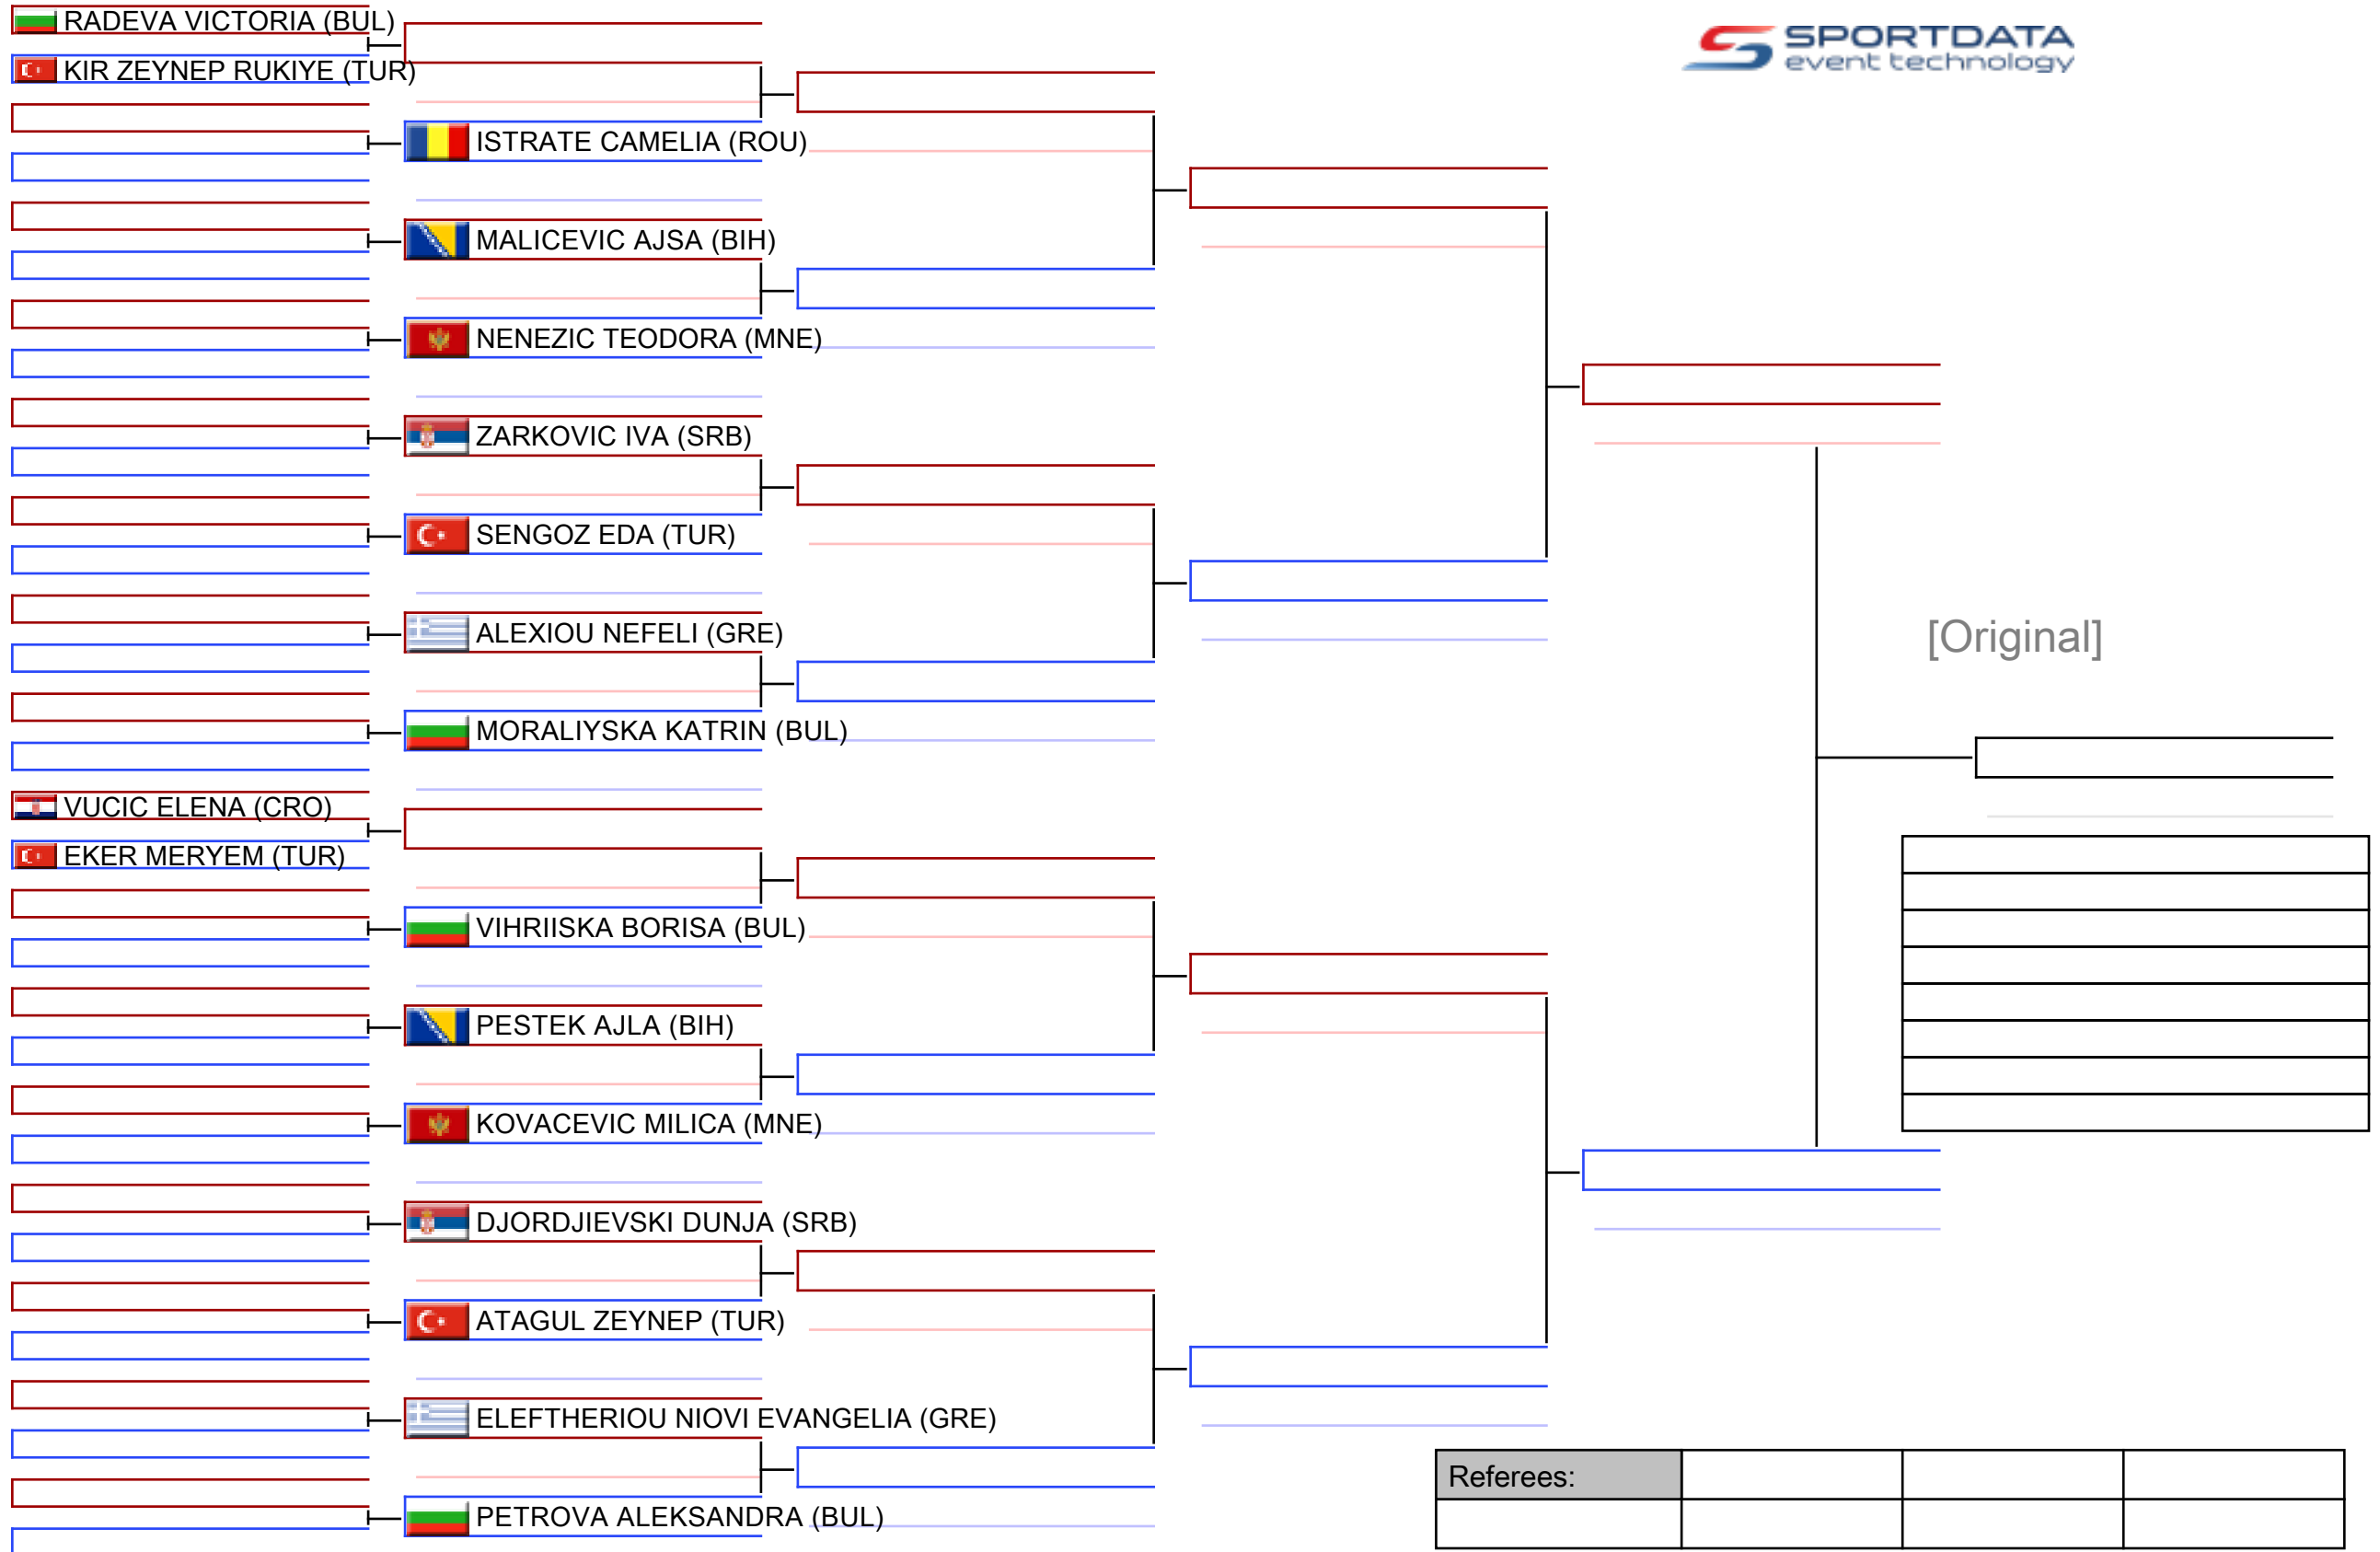 RADEVA VICTORIA (BUL)
KIR ZEYNEP RUKIYE (TUR)
SPORTDATA
event technology
ISTRATE CAMELIA (ROU)
MALICEVIC AJSA (BIH)
NENEZIC TEODORA (MNE)
ZARKOVIC IVA (SRB)
SENGOZ EDA (TUR)
ALEXIOU NEFELI (GRE)
[Original]
MORALIYSKA KATRIN (BUL)
VUCIC ELENA (CRO)
EKER MERYEM (TUR)
VIHRIISKA BORISA (BUL)
PESTEK AJLA (BIH)
KOVACEVIC MILICA (MNE)
DJORDJIEVSKI DUNJA (SRB)
ATAGUL ZEYNEP (TUR)
ELEFTHERIOU NIOVI EVANGELIA (GRE)
Referees:
PETROVA ALEKSANDRA (BUL)